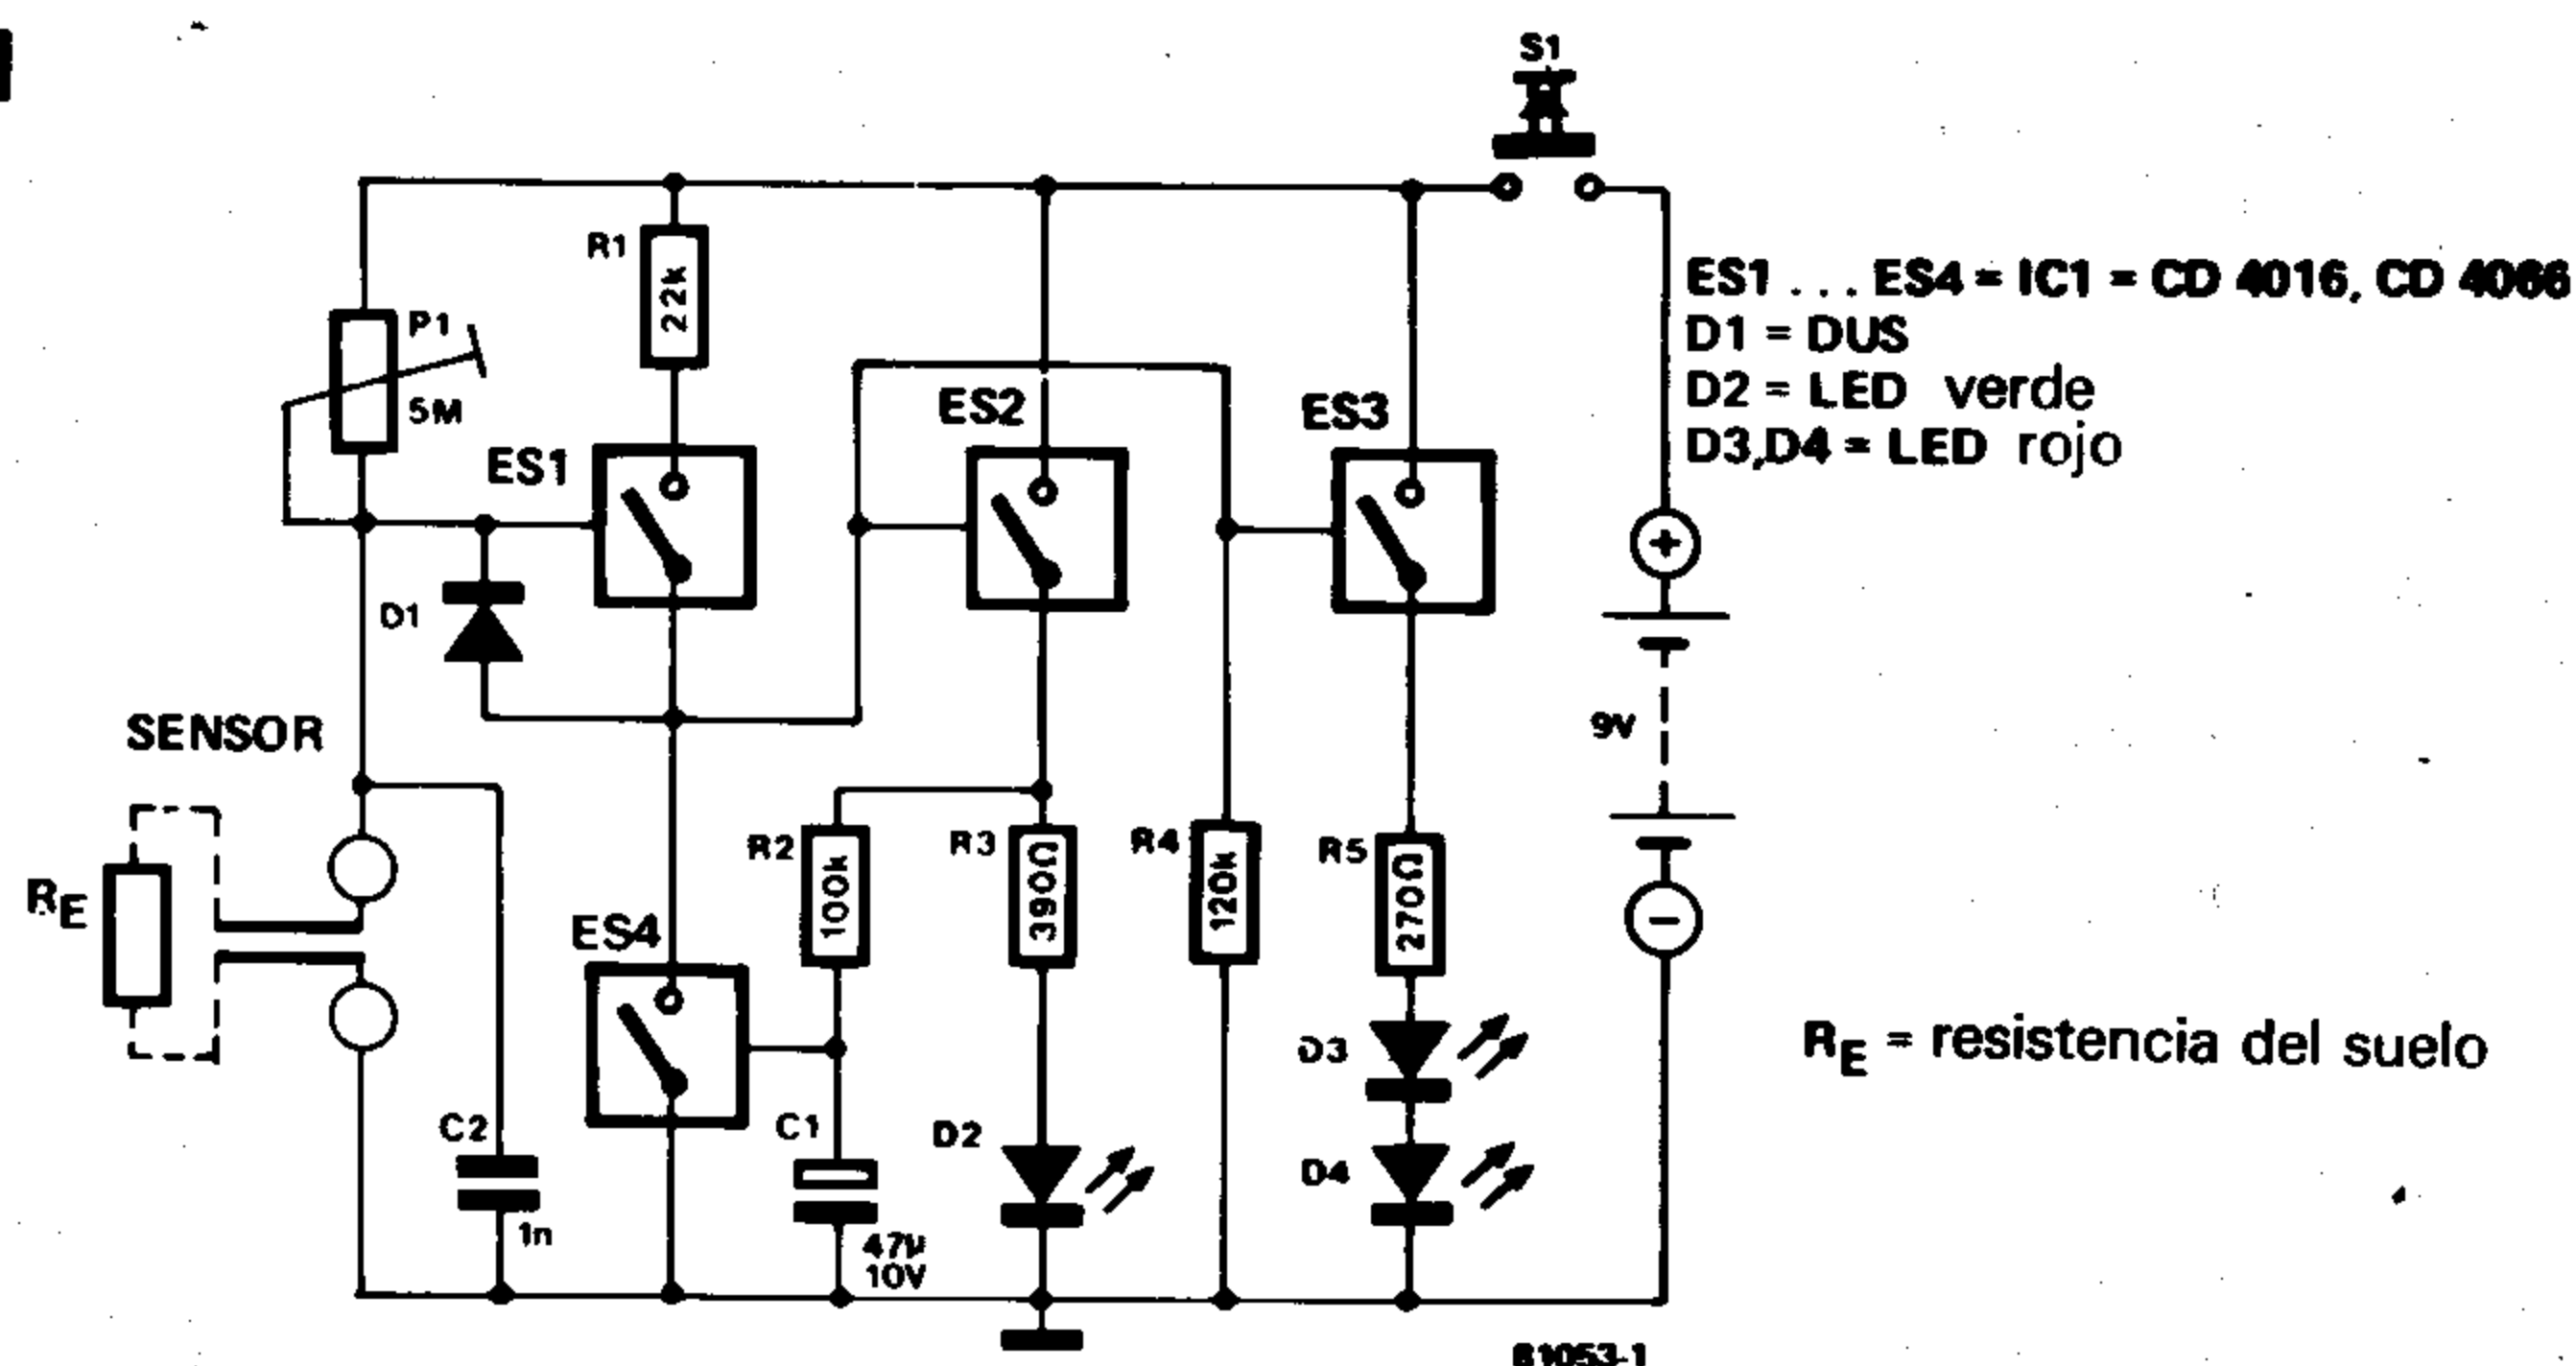 S1
R1
22k
P1
5M
ES1
ES2
ES3
ES1 . . . ES4 = IC1 = CD 4016, CD 4066
D1 = DUS
D2 = LED verde
D3,D4 = LED rojo
+
D1
SENSOR
9V
RE
R2
100k
R3
390Ω
R4
120k
R5
270Ω
ES4
−
D3
RE = resistencia del suelo
C2
1n
C1
47µ
10V
D2
D4
81053-1